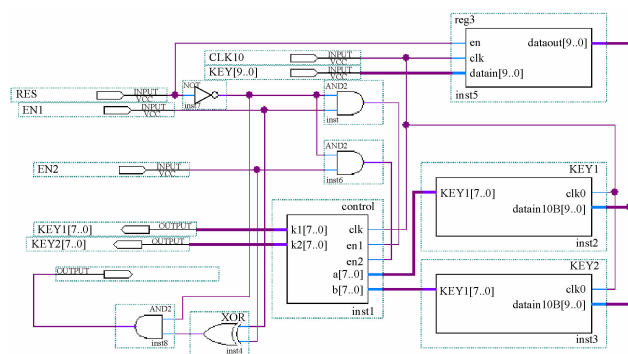 reg3
en dataout[9..0]
clk
datain[9..0]
inst5
CLK10 INPUT
VCC
KEY[9..0] INPUT
VCC
RES INPUT
VCC
EN1 INPUT
VCC
NOT
inst7
AND2
inst
EN2 INPUT
VCC
AND2
inst6
KEY1[7..0] OUTPUT
KEY2[7..0] OUTPUT
OUTPUT
control
k1[7..0] clk
k2[7..0] en1
en2
a[7..0]
b[7..0]
inst1
KEY1
KEY1[7..0] clk0
datain10B[9..0]
inst2
KEY2
KEY1[7..0] clk0
datain10B[9..0]
inst3
AND2
inst8
XOR
inst4